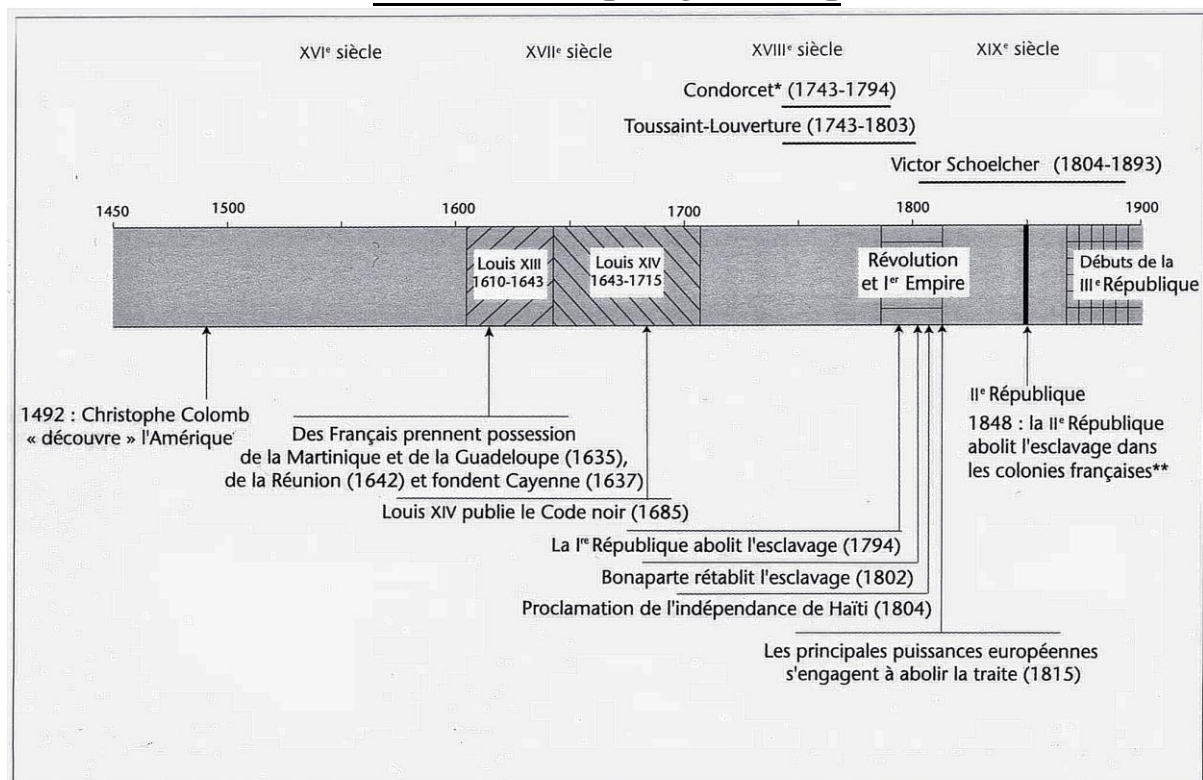 XVIe siècle
XVIIe siècle
XVIIIe siècle
XIXe siècle
Condorcet* (1743-1794)
Toussaint-Louverture (1743-1803)
Victor Schoelcher (1804-1893)
1450
1500
1600
1700
1800
1900
Louis XIII
1610-1643
Louis XIV
1643-1715
Révolution
et Ier Empire
Débuts de la
IIIe République
1492 : Christophe Colomb
« découvre » l'Amérique
Des Français prennent possession
de la Martinique et de la Guadeloupe (1635),
de la Réunion (1642) et fondent Cayenne (1637)
Louis XIV publie le Code noir (1685)
La Ire République abolit l'esclavage (1794)
Bonaparte rétablit l'esclavage (1802)
Proclamation de l'indépendance de Haïti (1804)
Les principales puissances européennes
s'engagent à abolir la traite (1815)
IIe République
1848 : la IIe République
abolit l'esclavage dans
les colonies françaises**